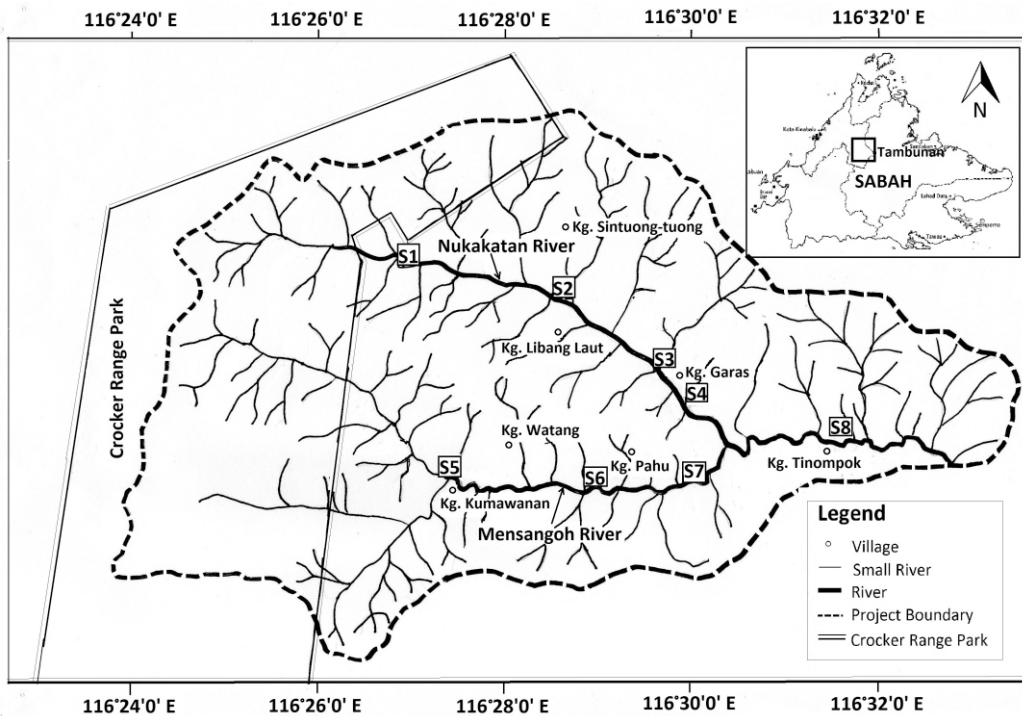 116°24'0' E 116°26'0' E 116°28'0' E 116°30'0' E 116°32'0' E
N
Tambunan
SABAH
Kg. Sintuong-tuong
Nukakatan River
S1
S2
Kg. Libang Laut
S3
Kg. Garas
S4
Crocker Range Park
Kg. Watang
S8
Kg. Tinompok
S5
Kg. Pahu
S6
S7
Kg. Kumawanan
Mensangoh River
Legend
Village
Small River
River
Project Boundary
Crocker Range Park
116°24'0' E 116°26'0' E 116°28'0' E 116°30'0' E 116°32'0' E